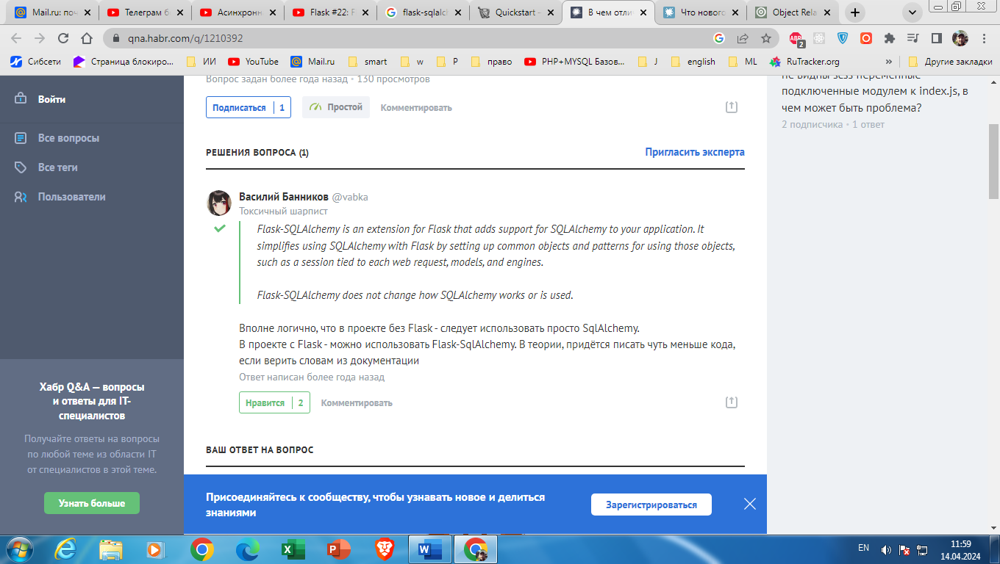 Mail.ru: поч
Телеграм б
Асинхронн
Flask #22: F
flask-sqlalch
Quickstart —
В чем отли
Что нового
Object Rela
qna.habr.com/q/1210392
ABP
2
Сибсети
Страница блокиро...
ИИ
YouTube
Mail.ru
smart
w
P
право
PHP+MYSQL Базов...
J
english
ML
RuTracker.org
»
Другие закладки
Войти
Все вопросы
Все теги
Пользователи
Хабр Q&A — вопросы
и ответы для IT-
специалистов
Получайте ответы на вопросы
по любой теме из области IT
от специалистов в этой теме.
Узнать больше
Вопрос задан более года назад • 130 просмотров
Подписаться 1
Простой
Комментировать
РЕШЕНИЯ ВОПРОСА (1)
Пригласить эксперта
Василий Банников @vabka
Токсичный шарпист
Flask-SQLAlchemy is an extension for Flask that adds support for SQLAlchemy to your application. It
simplifies using SQLAlchemy with Flask by setting up common objects and patterns for using those objects,
such as a session tied to each web request, models, and engines.
Flask-SQLAlchemy does not change how SQLAlchemy works or is used.
Вполне логично, что в проекте без Flask - следует использовать просто SqlAlchemy.
В проекте с Flask - можно использовать Flask-SqlAlchemy. В теории, придётся писать чуть меньше кода,
если верить словам из документации
Ответ написан более года назад
Нравится 2
Комментировать
ВАШ ОТВЕТ НА ВОПРОС
Присоединяйтесь к сообществу, чтобы узнавать новое и делиться
знаниями
Зарегистрироваться
не видны sess переменные
подключенные модулем к index.js, в
чем может быть проблема?
2 подписчика • 1 ответ
EN
11:59
14.04.2024